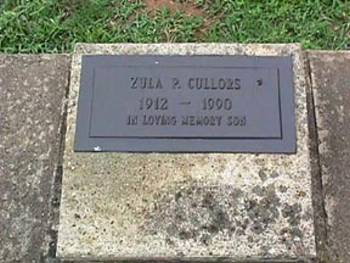 ZULA P. CULLORS
1912 - 1990
IN LOVING MEMORY SON